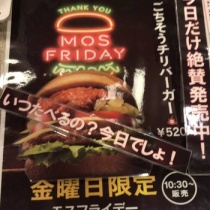 THANK YOU
MOS
FRIDAY
今日だけ絶賛発売中!
ごちそうチリバーガー
¥520
いつたべるの?今日でしょ!
金曜日限定
10:30~
販売
エスフライデー